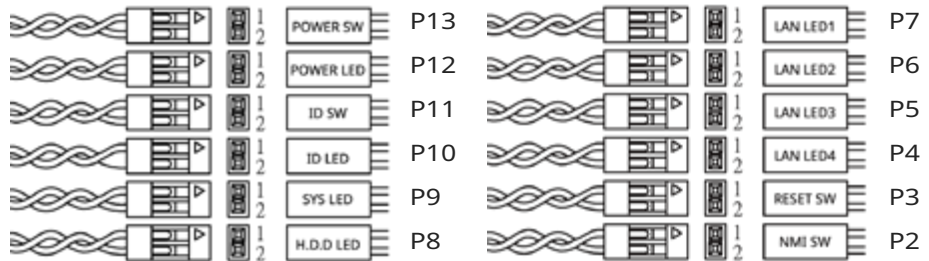 1 2 POWER SW P13
1 2 POWER LED P12
1 2 ID SW P11
1 2 ID LED P10
1 2 SYS LED P9
1 2 H.D.D LED P8
1 2 LAN LED1 P7
1 2 LAN LED2 P6
1 2 LAN LED3 P5
1 2 LAN LED4 P4
1 2 RESET SW P3
1 2 NMI SW P2